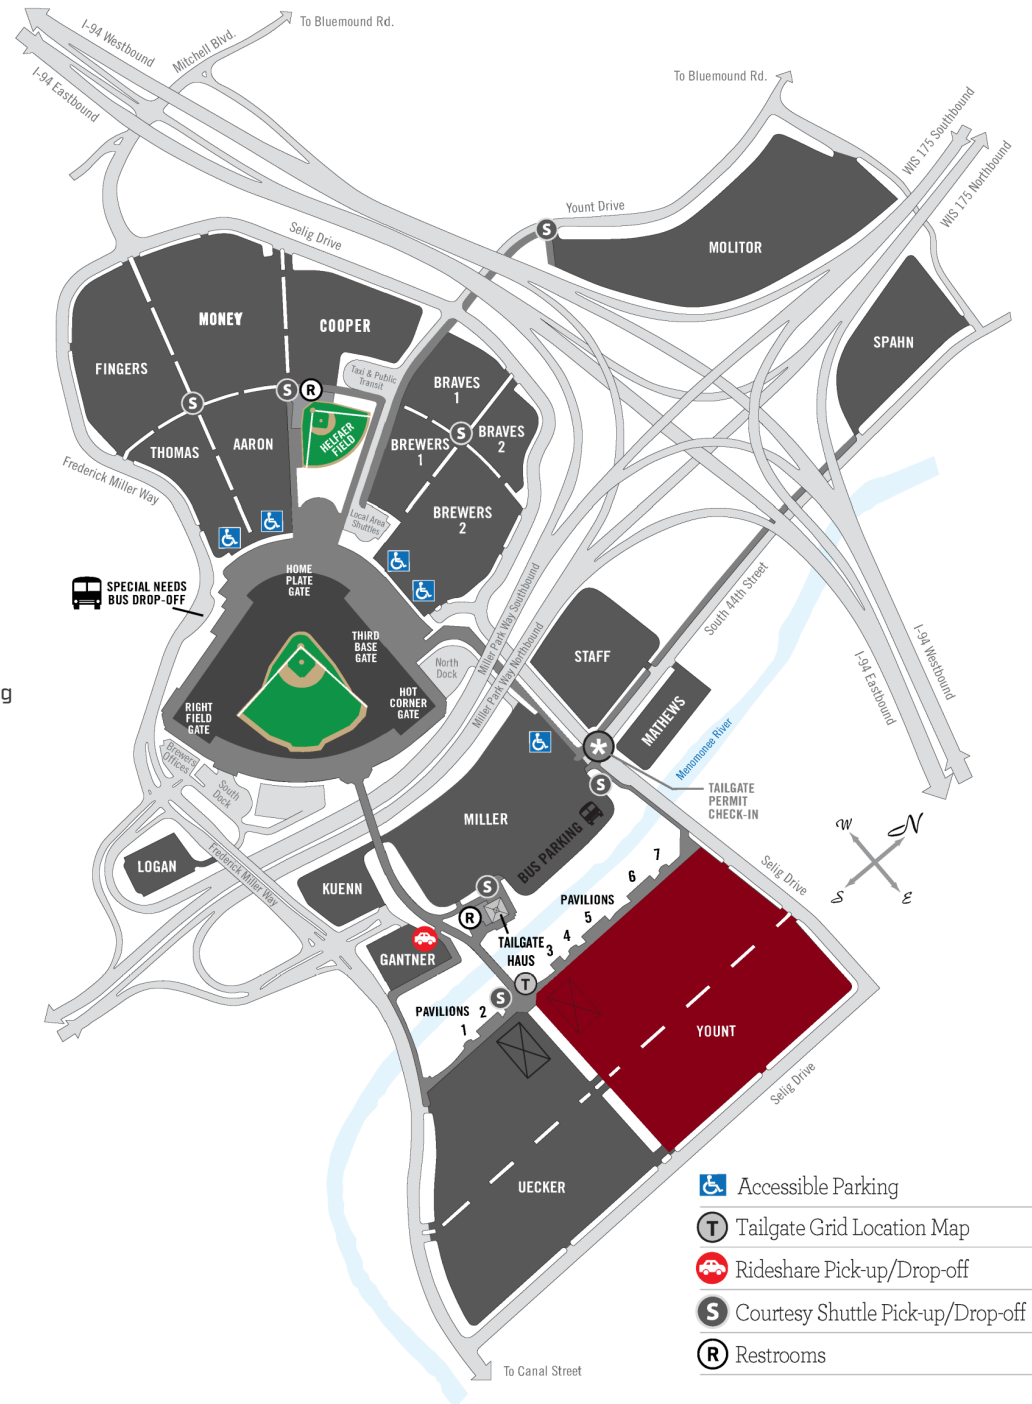 To Bluemound Rd.
I-94 Westbound
Mitchell Blvd.
I-94 Eastbound
To Bluemound Rd.
WIS 175 Southbound
WIS 175 Northbound
Yount Drive
Selig Drive
S
MOLITOR
MONEY
COOPER
SPAHN
FINGERS
Taxi & Public
Transit
BRAVES
1
S
R
S
HELFAER
FIELD
S
BRAVES
2
BREWERS
1
THOMAS
AARON
Frederick Miller Way
BREWERS
2
Local Area
Shuttles
HOME
PLATE
GATE
SPECIAL NEEDS
BUS DROP-OFF
Miller Park Way Southbound
South 44th Street
THIRD
BASE
GATE
Miller Park Way Northbound
STAFF
North
Dock
I-94 Westbound
I-94 Eastbound
g
HOT
CORNER
GATE
RIGHT
FIELD
GATE
MATHEWS
Menomonee River
*
Brewers
Offices
South
Dock
S
TAILGATE
PERMIT
CHECK-IN
MILLER
BUS PARKING
W
N
S
E
LOGAN
Frederick Miller Way
KUENN
7
6
Selig Drive
S
PAVILIONS
5
R
4
TAILGATE
HAUS
3
GANTNER
T
S
PAVILIONS
2
1
YOUNT
Selig Drive
UECKER
Accessible Parking
T
Tailgate Grid Location Map
Rideshare Pick-up/Drop-off
S
Courtesy Shuttle Pick-up/Drop-off
R
Restrooms
To Canal Street